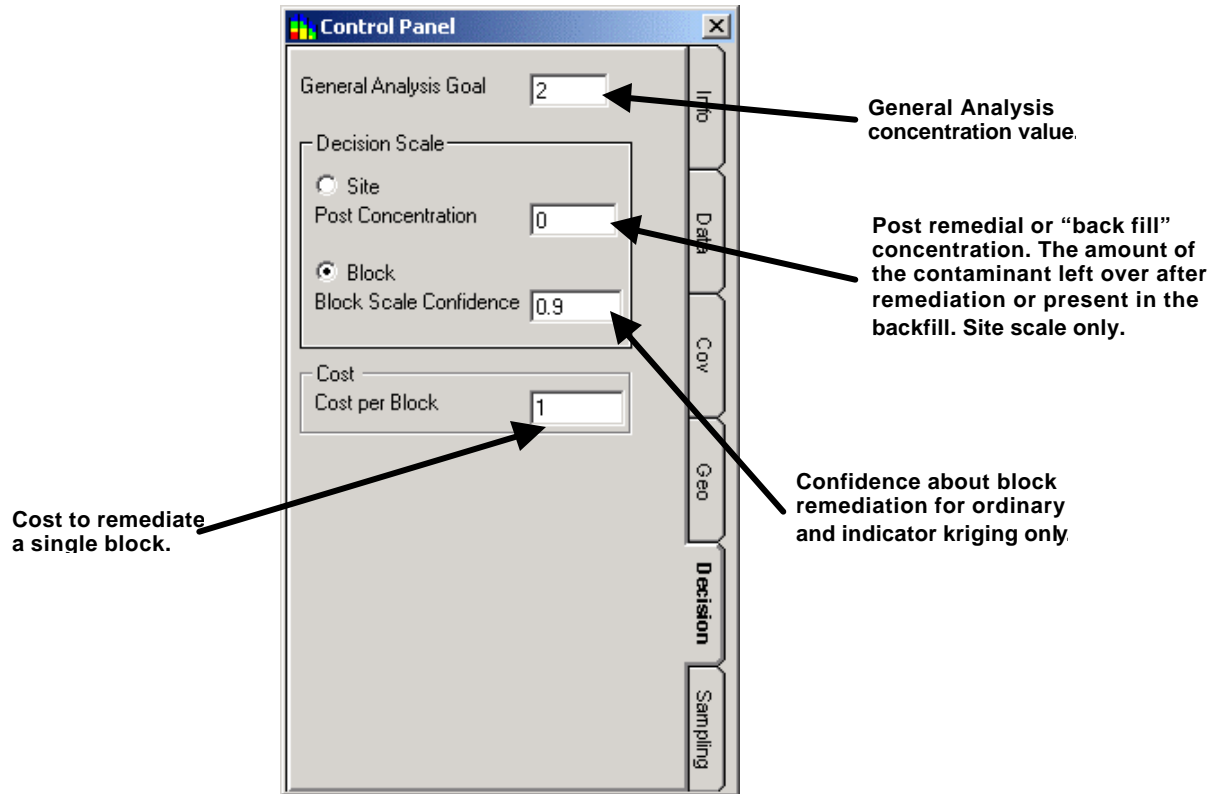 Control Panel
General Analysis Goal
2
Decision Scale
Site
Post Concentration
0
Block
Block Scale Confidence
0.9
Cost
Cost per Block
1
Info
Data
Cov
Geo
Decision
Sampling
General Analysis
concentration value.
Post remedial or “back fill”
concentration. The amount of
the contaminant left over after
remediation or present in the
backfill. Site scale only.
Confidence about block
remediation for ordinary
and indicator kriging only.
Cost to remediate
a single block.